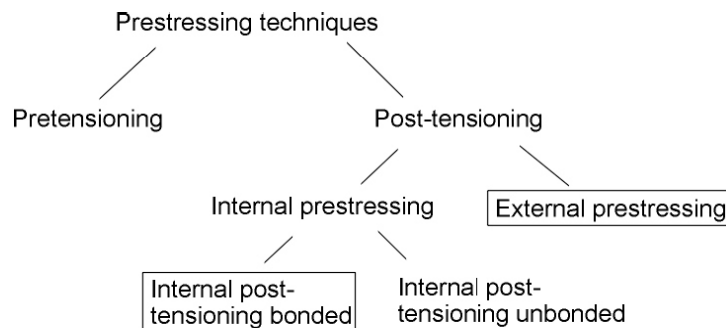 Prestressing techniques
Pretensioning
Post-tensioning
Internal prestressing
External prestressing
Internal post-
tensioning bonded
Internal post-
tensioning unbonded